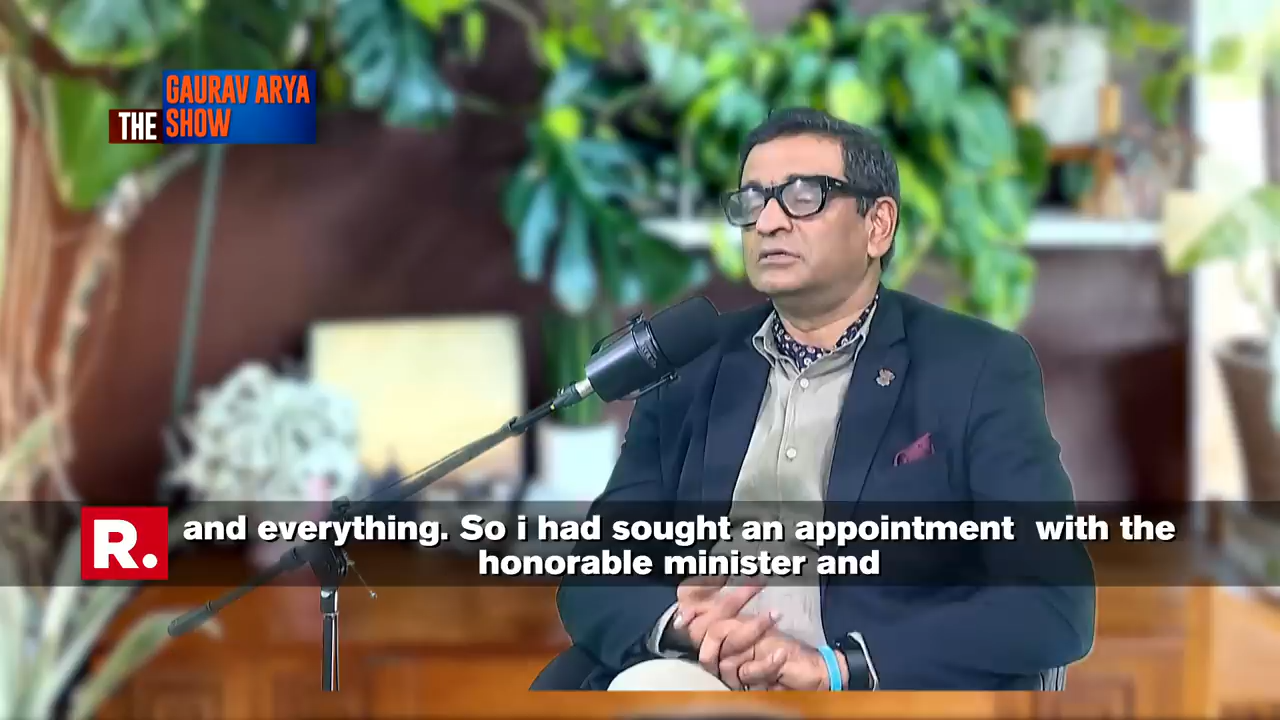 THE
GAURAV ARYA
SHOW
R.
and everything. So i had sought an appointment with the
honorable minister and